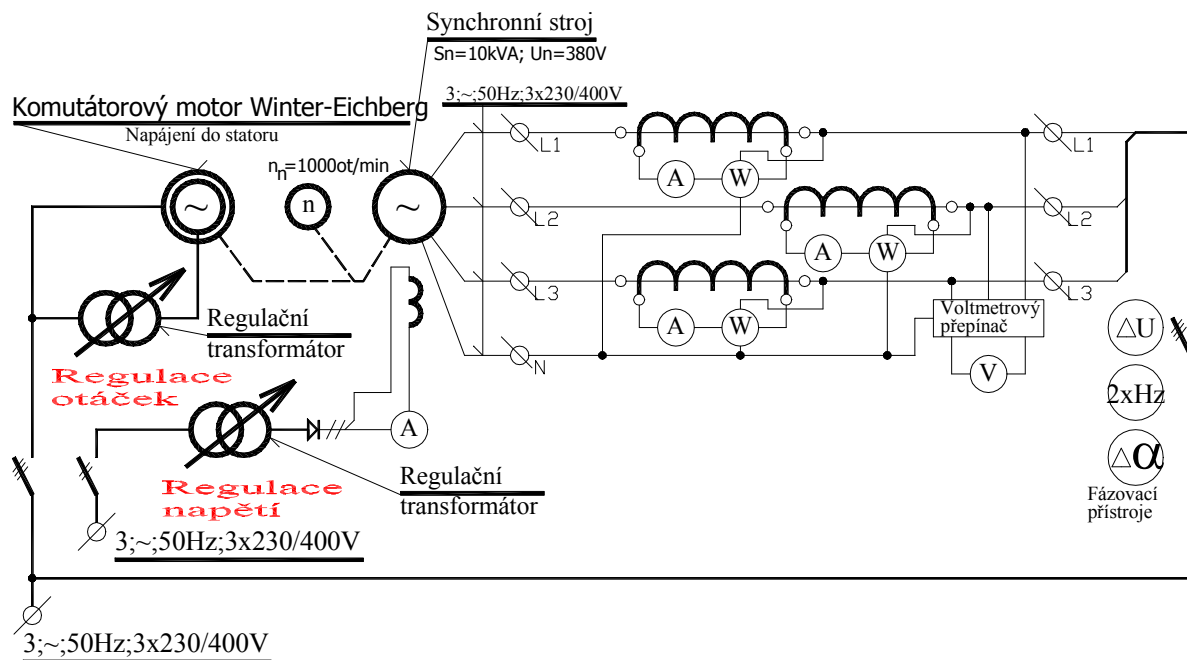 Synchronní stroj
Sn=10kVA; Un=380V
Komutátorový motor Winter-Eichberg
Napájení do statoru
3;~;50Hz;3x230/400V
n_n=1000ot/min
~
n
~
L1
L1
A
W
L2
L2
A
W
L3
L3
A
W
N
Voltmetrový
přepínač
V
△U
2xHz
△α
Fázovací
přístroje
Regulační
transformátor
Regulace
otáček
A
Regulační
transformátor
Regulace
napětí
3;~;50Hz;3x230/400V
3;~;50Hz;3x230/400V